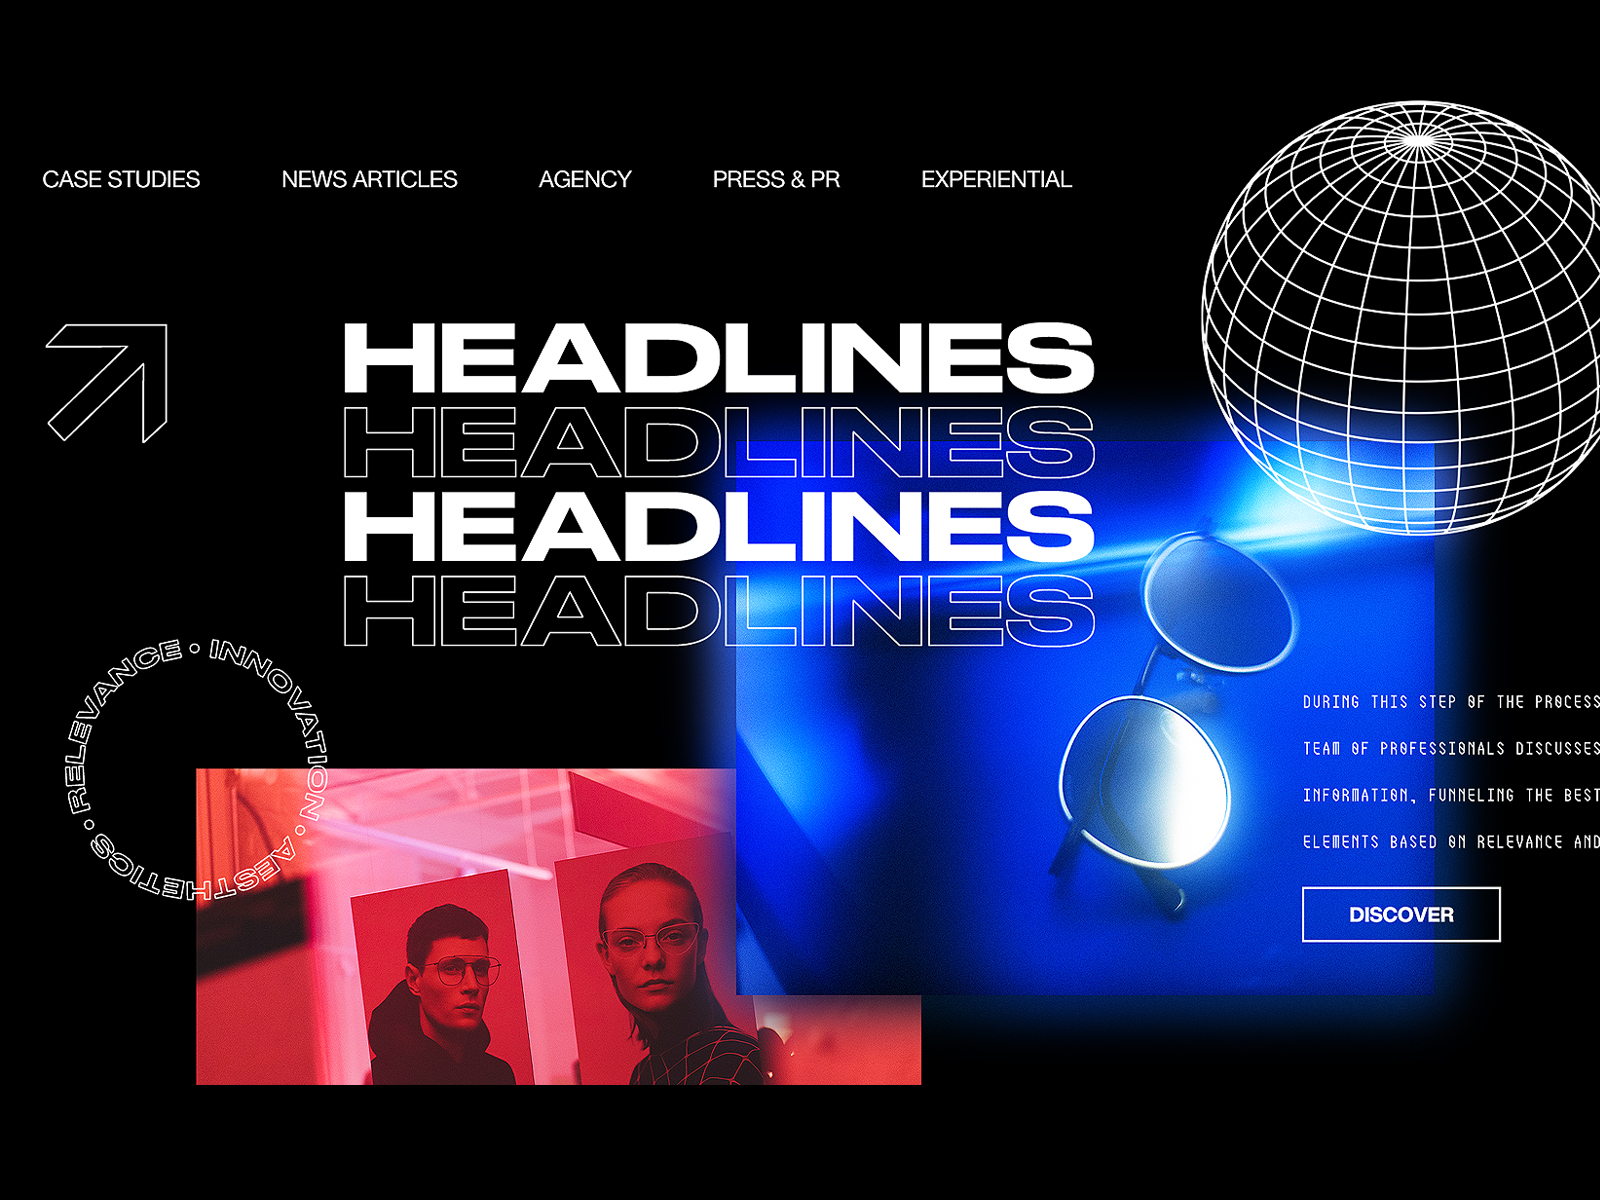 CASE STUDIES NEWS ARTICLES AGENCY PRESS & PR EXPERIENTIAL
HEADLINES
HEADLINES
HEADLINES
HEADLINES
RELEVANCE • INNOVATION • AESTHETICS •
DURING THIS STEP OF THE PROCESS
TEAM OF PROFESSIONALS DISCUSSES
INFORMATION, FUNNELING THE BEST
ELEMENTS BASED ON RELEVANCE AND
DISCOVER